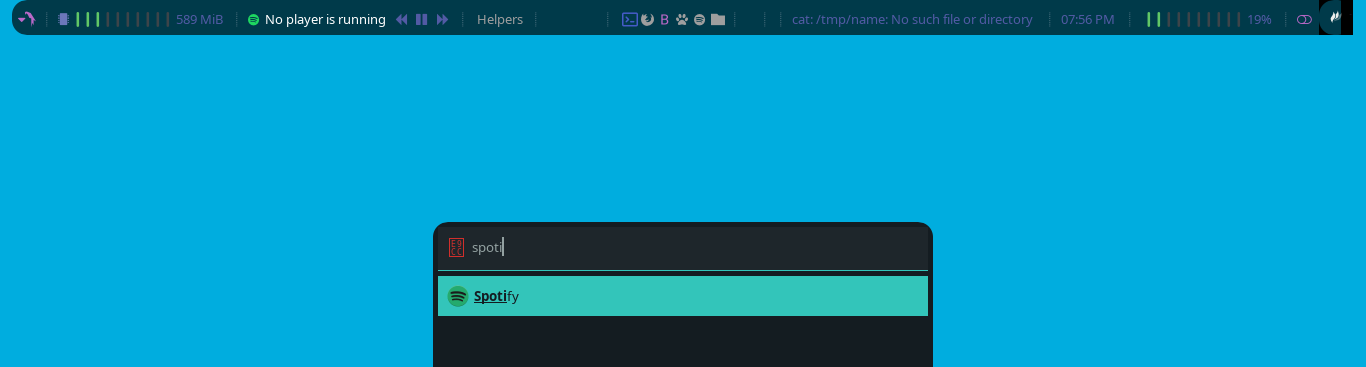 589 MiB No player is running Helpers B cat: /tmp/name: No such file or directory 07:56 PM 19%
spoti
Spotify